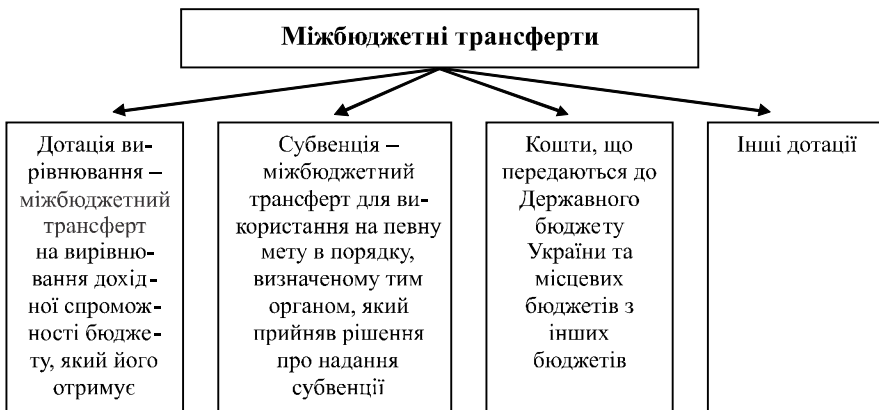 Міжбюджетні трансферти
Дотація ви-
рівнювання –
міжбюджетний
трансферт
на вирівню-
вання дохід-
ної спромож-
ності бюдже-
ту, який його
отримує
Субвенція –
міжбюджетний
трансферт для ви-
користання на певну
мету в порядку,
визначеному тим
органом, який
прийняв рішення
про надання
субвенції
Кошти, що
передаються до
Державного
бюджету
України та
місцевих
бюджетів з
інших
бюджетів
Інші дотації